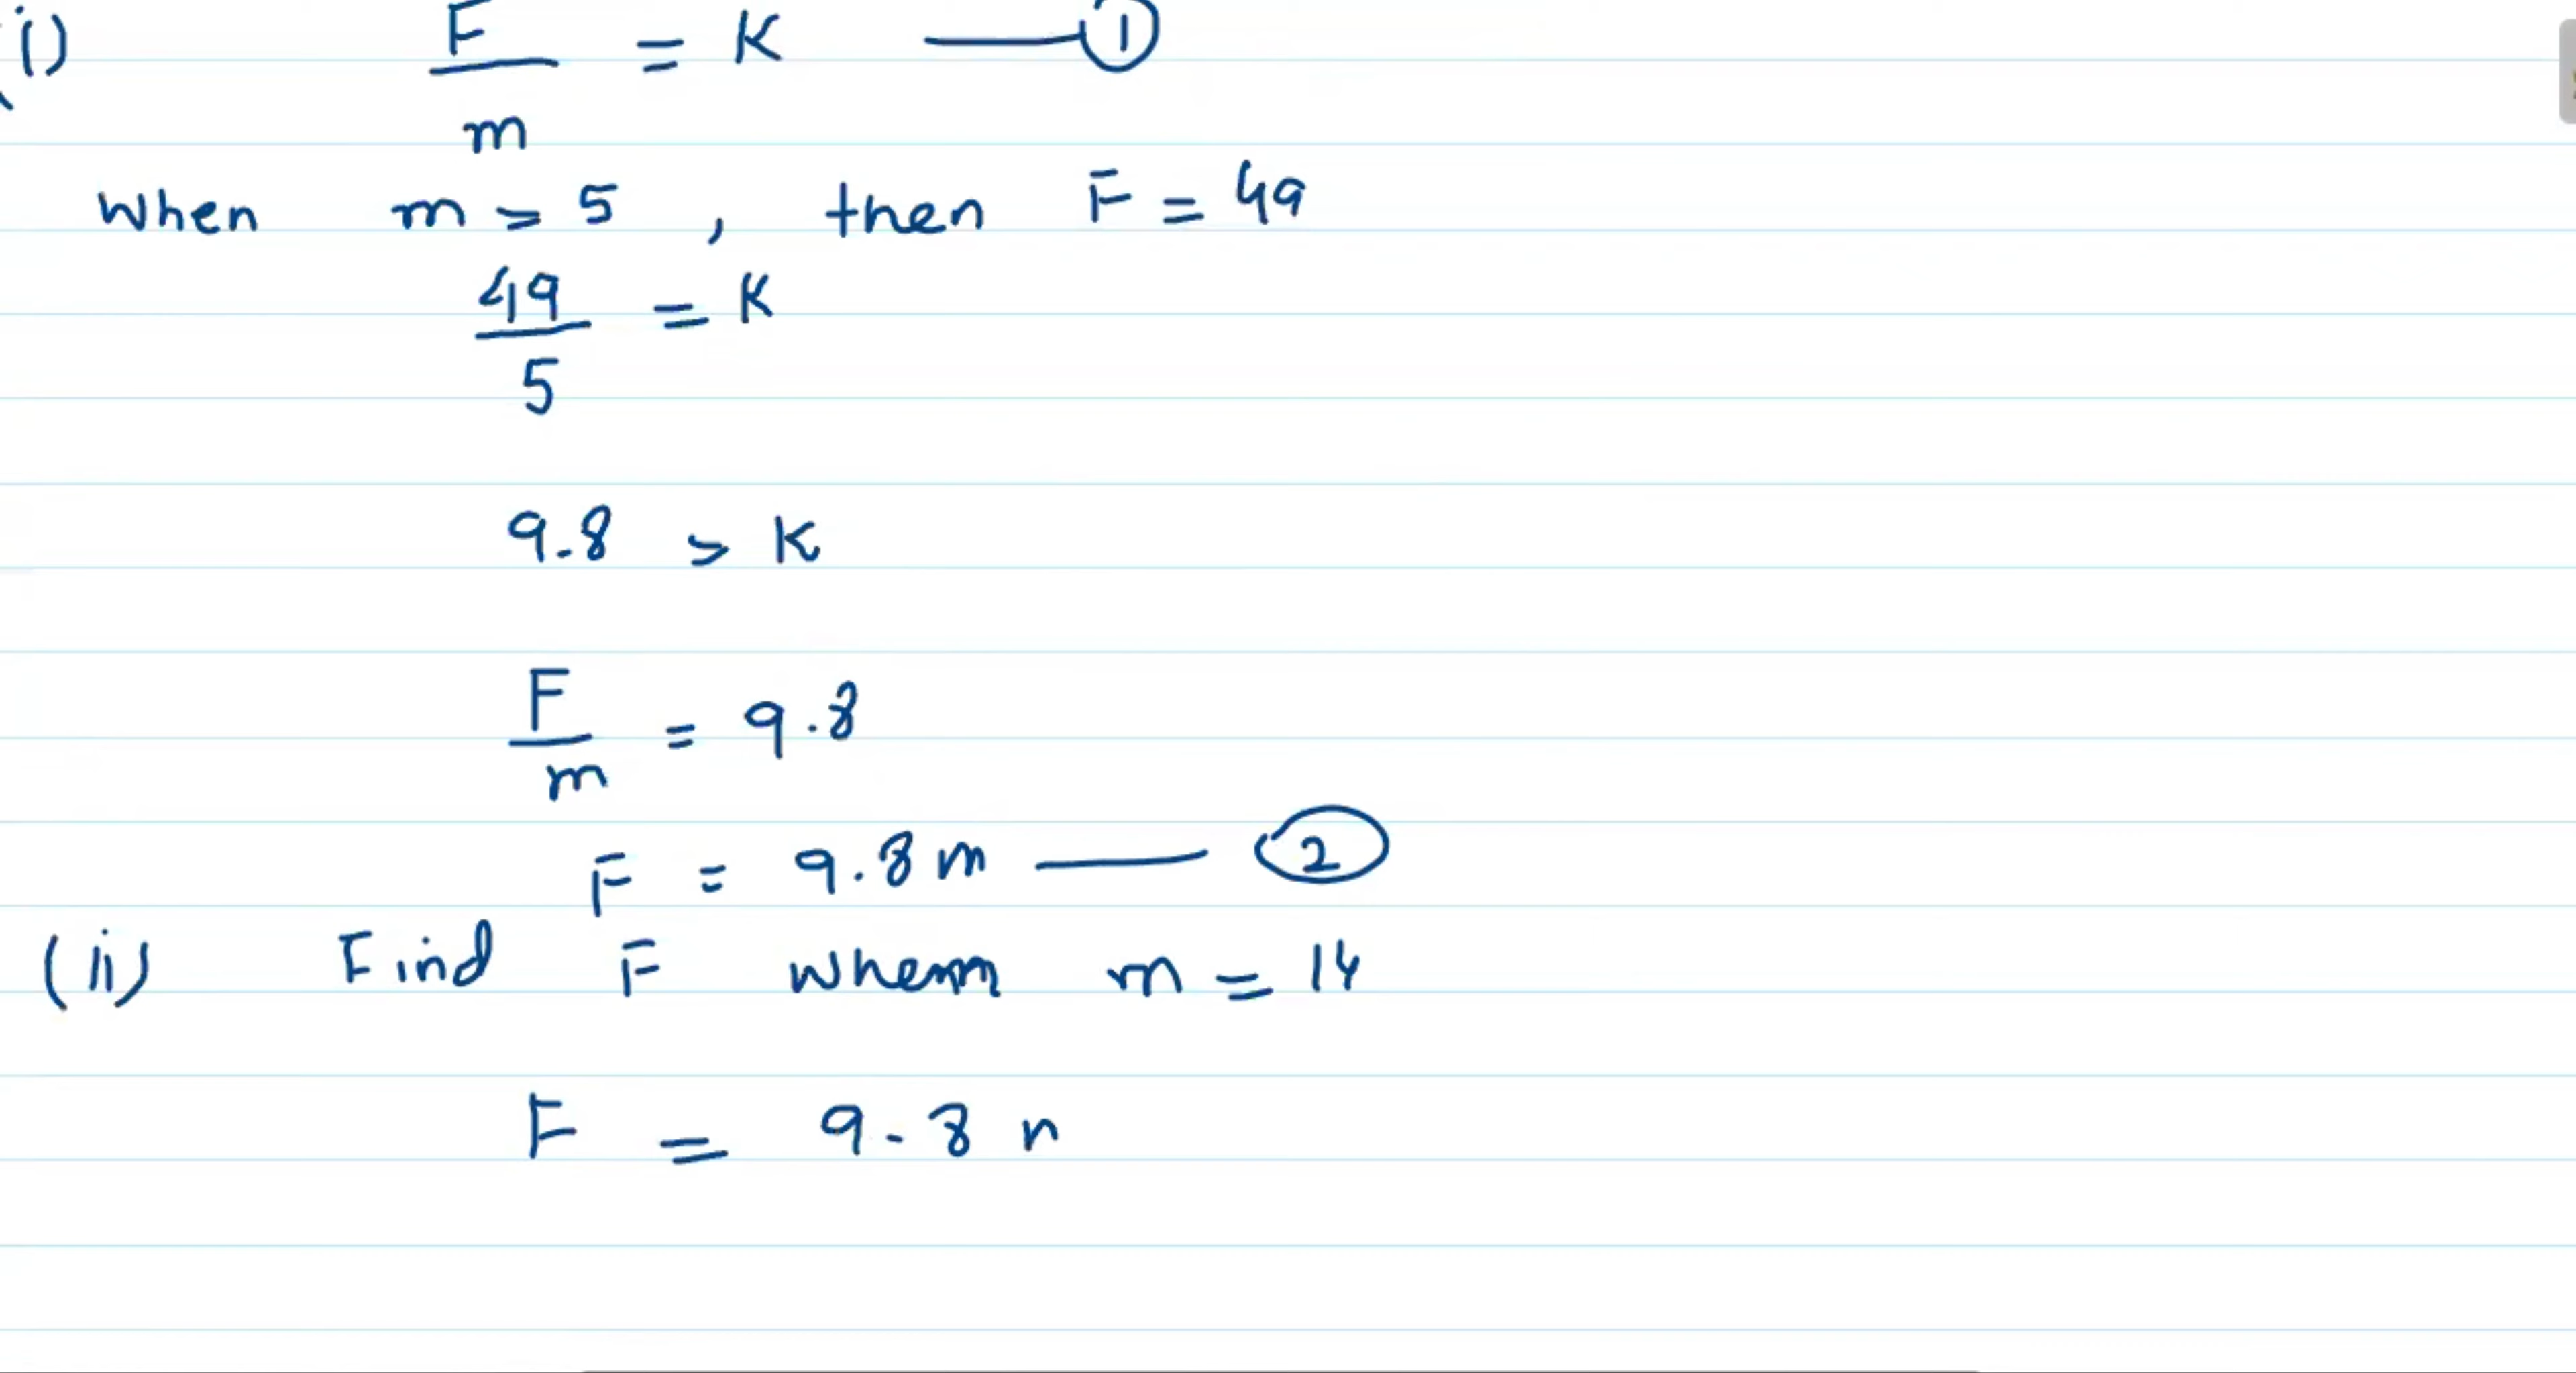 (i) F/m = K —— ①
When m = 5 , then F = 49
49/5 = K
9.8 = K
F/m = 9.8
F = 9.8m —— ②
(ii) Find F whenm m = 14
F = 9.8 n